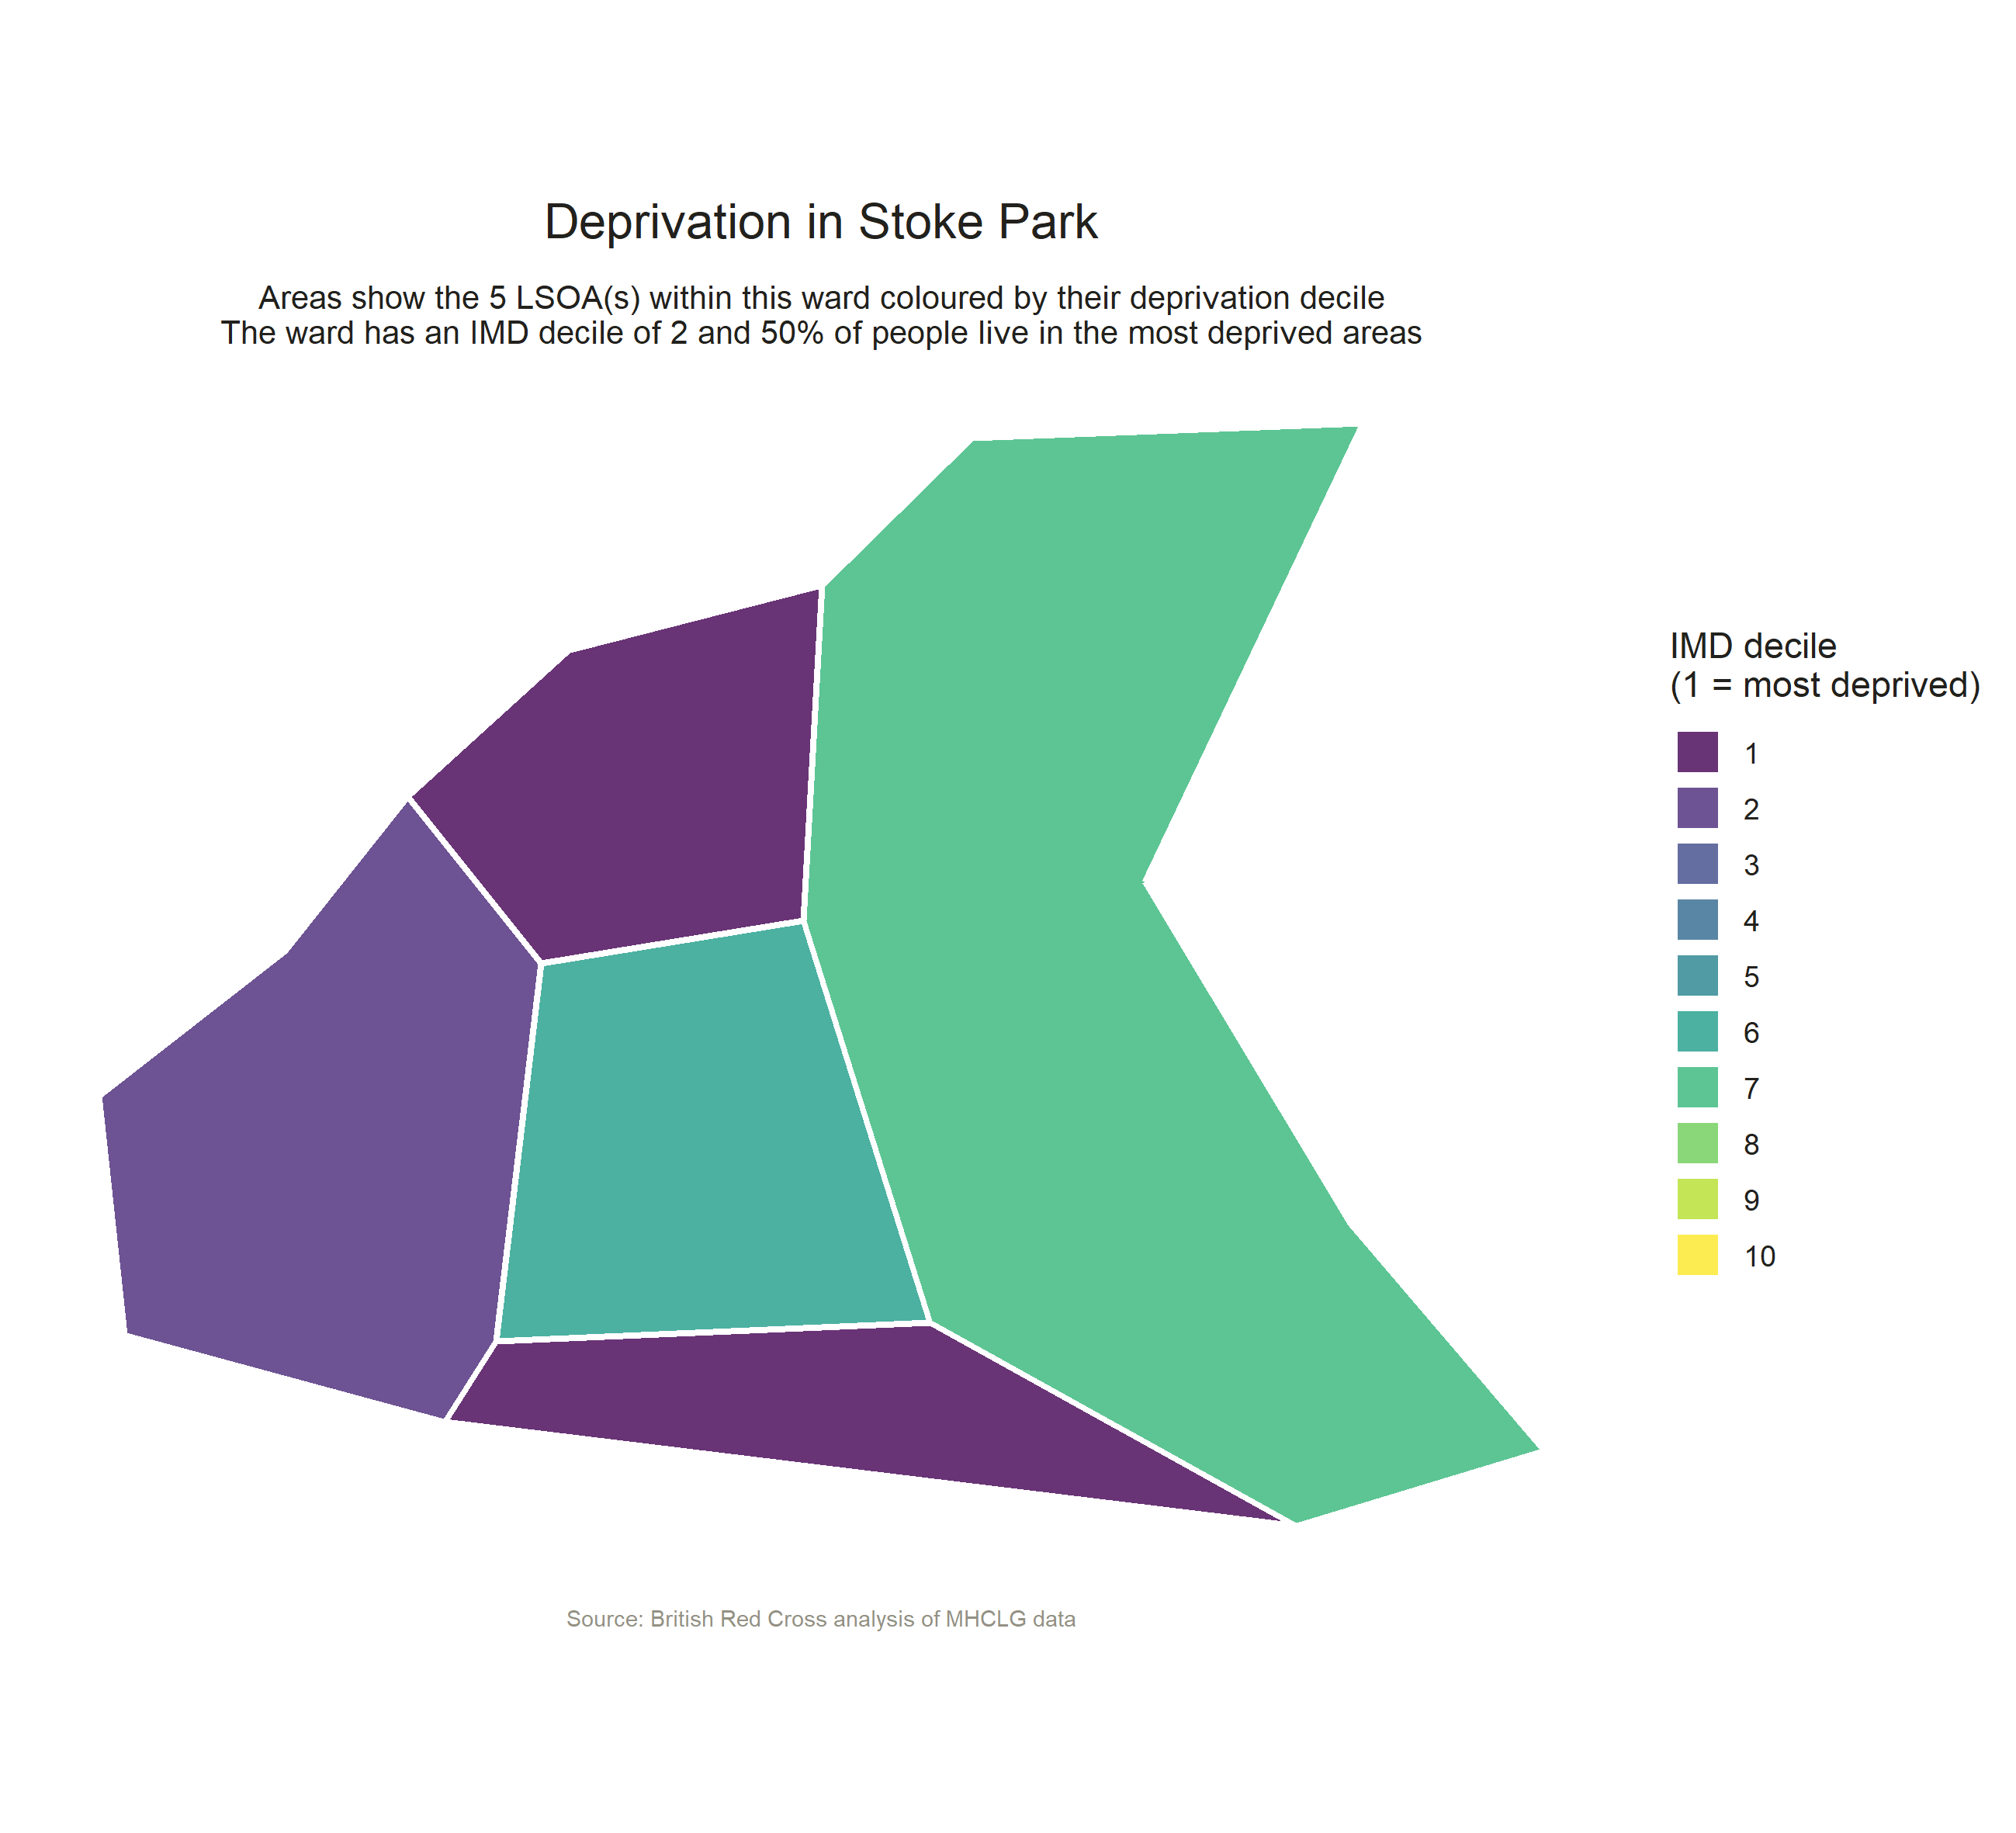 Deprivation in Stoke Park
Areas show the 5 LSOA(s) within this ward coloured by their deprivation decile
The ward has an IMD decile of 2 and 50% of people live in the most deprived areas
IMD decile
(1 = most deprived)
1
2
3
4
5
6
7
8
9
10
Source: British Red Cross analysis of MHCLG data